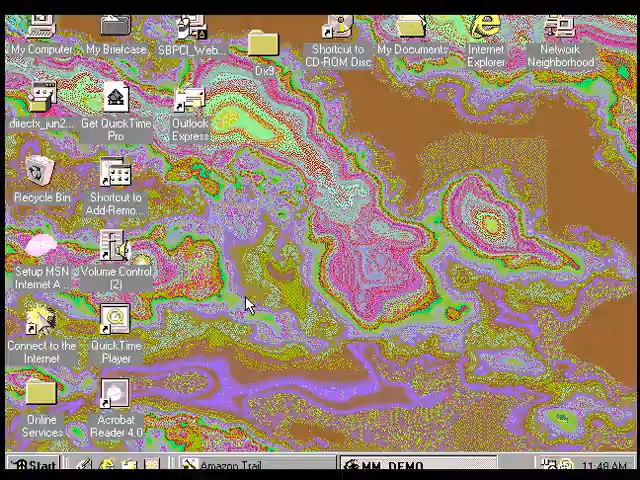 My Computer
My Briefcase
SBPCI_Web...
Dx9
Shortcut to
CD-ROM Disc
My Documents
Internet
Explorer
Network
Neighborhood
directx_jun2...
Get QuickTime
Pro
Outlook
Express
Recycle Bin
Shortcut to
Add-Remo...
Setup MSN
Internet A...
Volume Control
(2)
Connect to the
Internet
QuickTime
Player
Online
Services
Acrobat
Reader 4.0
Start
Amazon Trail
MM_DEMO
11:48 AM